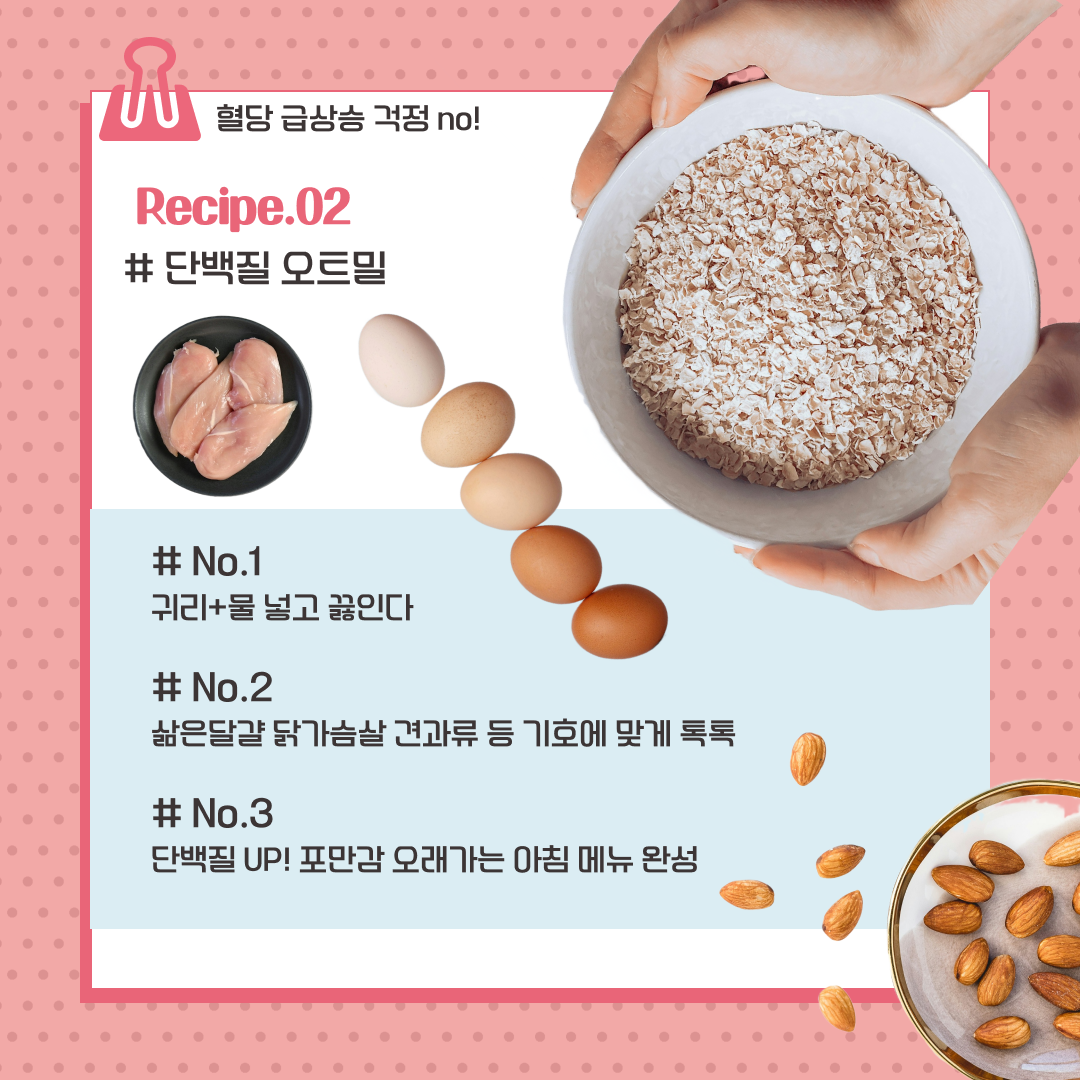 혈당 급상승 걱정 no!
Recipe.02
# 단백질 오트밀
# No.1
귀리+물 넣고 끓인다
# No.2
삶은달걀 닭가슴살 견과류 등 기호에 맞게 톡톡
# No.3
단백질 UP! 포만감 오래가는 아침 메뉴 완성